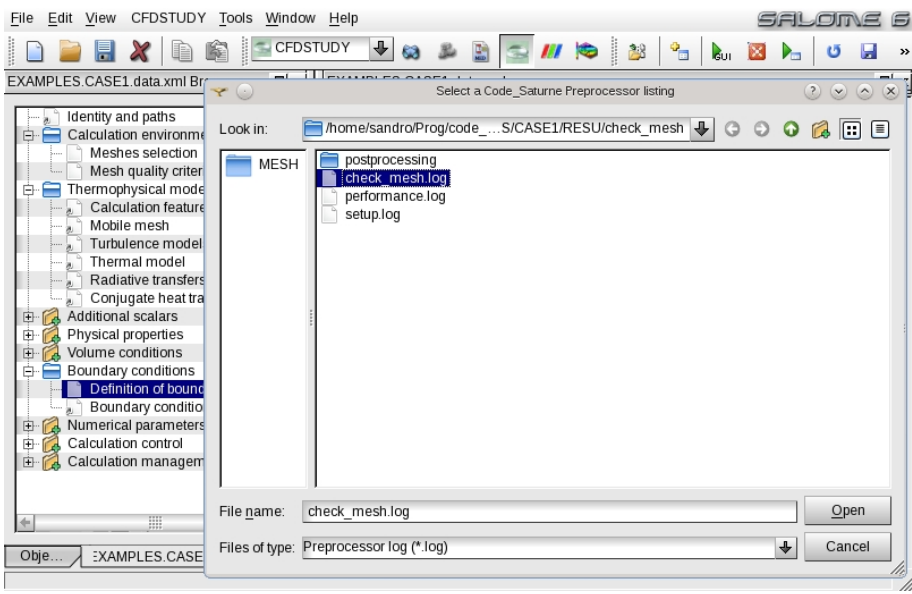 File Edit View CFDSTUDY Tools Window Help
SALOME 6
CFDSTUDY
GUI
»
EXAMPLES.CASE1.data.xml Br
Select a Code_Saturne Preprocessor listing
Identity and paths
Calculation environme
Meshes selection
Mesh quality criter
Thermophysical mode
Calculation feature
Mobile mesh
Turbulence model
Thermal model
Radiative transfers
Conjugate heat tra
Additional scalars
Physical properties
Volume conditions
Boundary conditions
Definition of bound
Boundary conditio
Numerical parameters
Calculation control
Calculation managem
Look in: /home/sandro/Prog/code_...S/CASE1/RESU/check_mesh
MESH
postprocessing
check_mesh.log
performance.log
setup.log
File name: check_mesh.log Open
Files of type: Preprocessor log (*.log) Cancel
Obje... EXAMPLES.CASE